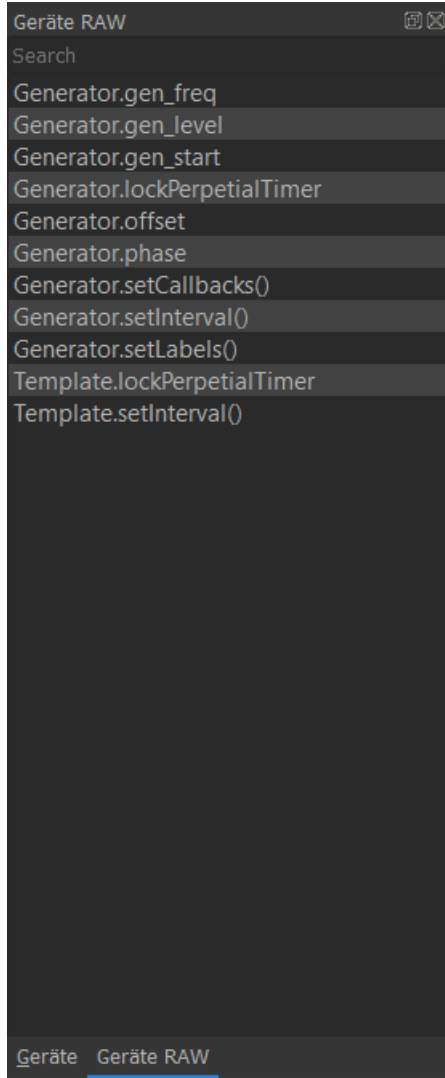 Geräte RAW
Search
Generator.gen_freq
Generator.gen_level
Generator.gen_start
Generator.lockPerpetialTimer
Generator.offset
Generator.phase
Generator.setCallbacks()
Generator.setInterval()
Generator.setLabels()
Template.lockPerpetialTimer
Template.setInterval()
Geräte Geräte RAW